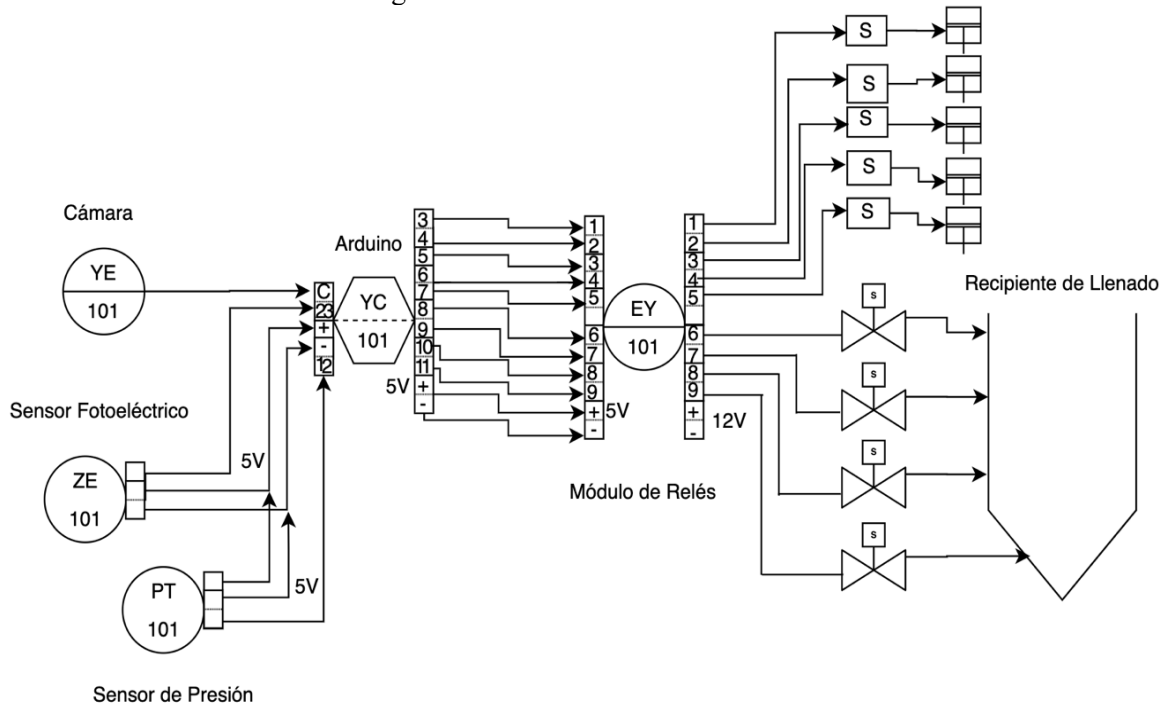 Cámara
YE
101
Sensor Fotoeléctrico
ZE
101
5V
PT
101
5V
Sensor de Presión
Arduino
C
23
+
-
12
YC
101
3
4
5
6
7
8
9
10
11
+
-
5V
1
2
3
4
5
6
7
8
9
+
-
5V
EY
101
Módulo de Relés
1
2
3
4
5
6
7
8
9
+
-
12V
S
S
S
S
S
s
s
s
s
Recipiente de Llenado